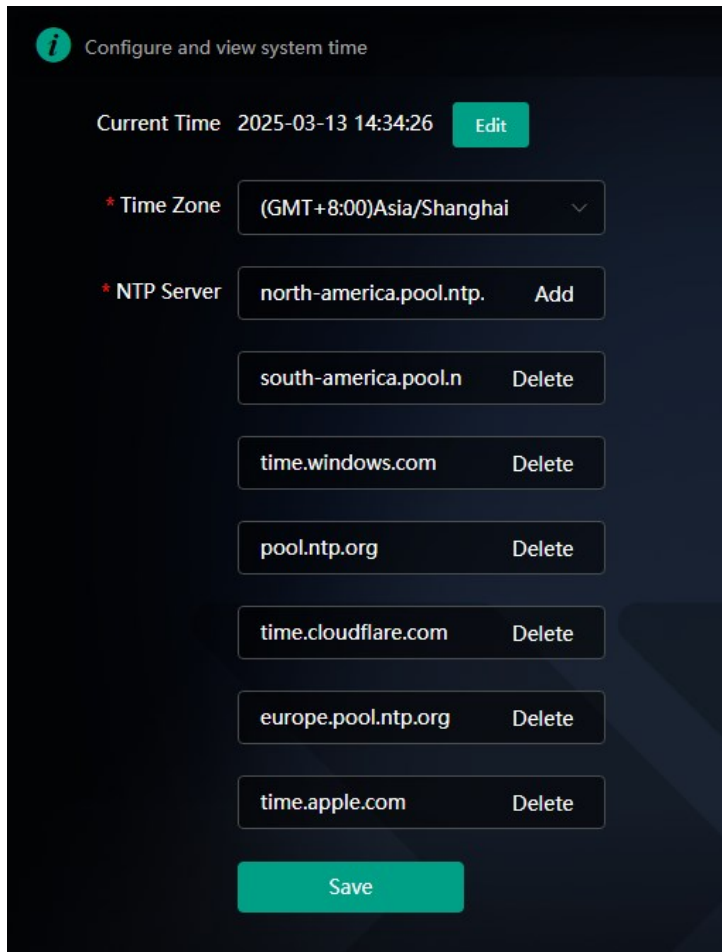 Configure and view system time
Current Time 2025-03-13 14:34:26 Edit
* Time Zone (GMT+8:00)Asia/Shanghai
* NTP Server north-america.pool.ntp. Add
south-america.pool.n Delete
time.windows.com Delete
pool.ntp.org Delete
time.cloudflare.com Delete
europe.pool.ntp.org Delete
time.apple.com Delete
Save